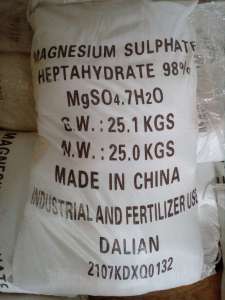 MAGNESIUM SULPHATE
HEPTAHYDRATE 98%
MgSO4.7H2O
G.W.: 25.1 KGS
N.W.: 25.0 KGS
MADE IN CHINA
INDUSTRIAL AND FERTILIZER USE
DALIAN
2107KDXQ0132